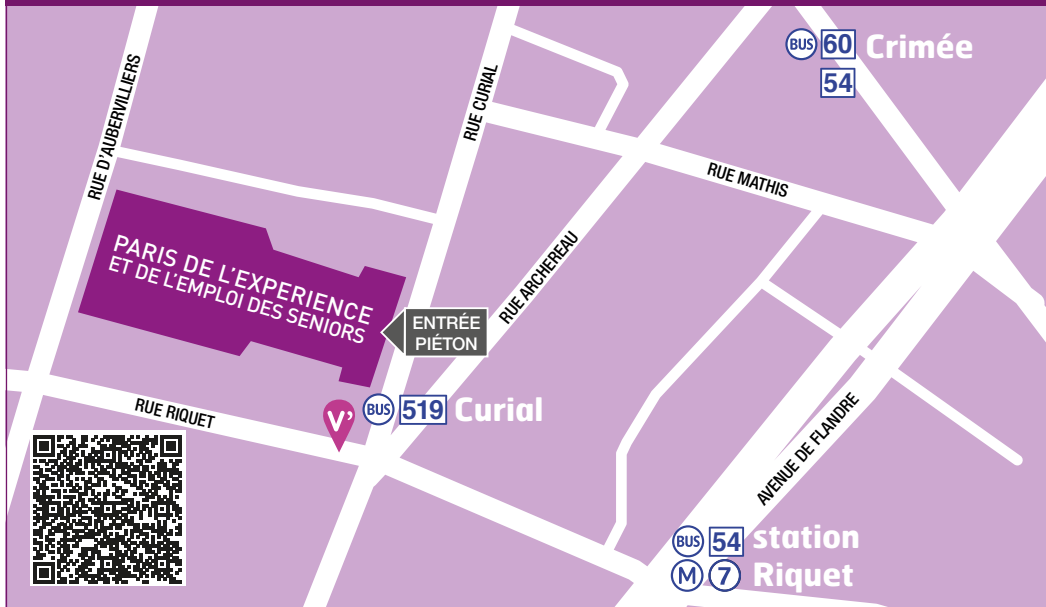 BUS 60 Crimée
54
RUE D'AUBERVILLIERS
RUE CURIAL
RUE MATHIS
PARIS DE L'EXPERIENCE
ET DE L'EMPLOI DES SENIORS
RUE ARCHEREAU
ENTRÉE
PIÉTON
V' BUS 519 Curial
RUE RIQUET
AVENUE DE FLANDRE
BUS 54 station
M 7 Riquet